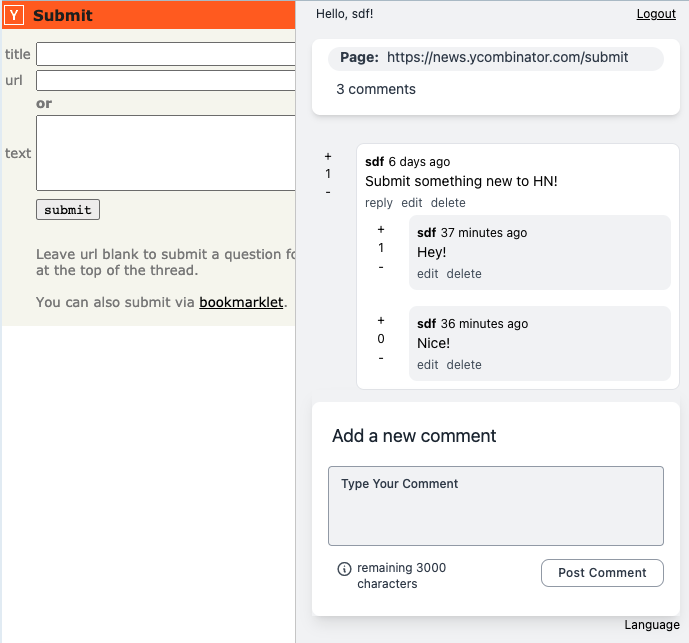 Y Submit
title
url
or
text
submit
Leave url blank to submit a question fo
at the top of the thread.
You can also submit via bookmarklet.
Hello, sdf!
Logout
Page: https://news.ycombinator.com/submit
3 comments
+
1
-
sdf 6 days ago
Submit something new to HN!
reply edit delete
+
1
-
sdf 37 minutes ago
Hey!
edit delete
+
0
-
sdf 36 minutes ago
Nice!
edit delete
Add a new comment
Type Your Comment
remaining 3000
characters
Post Comment
Language